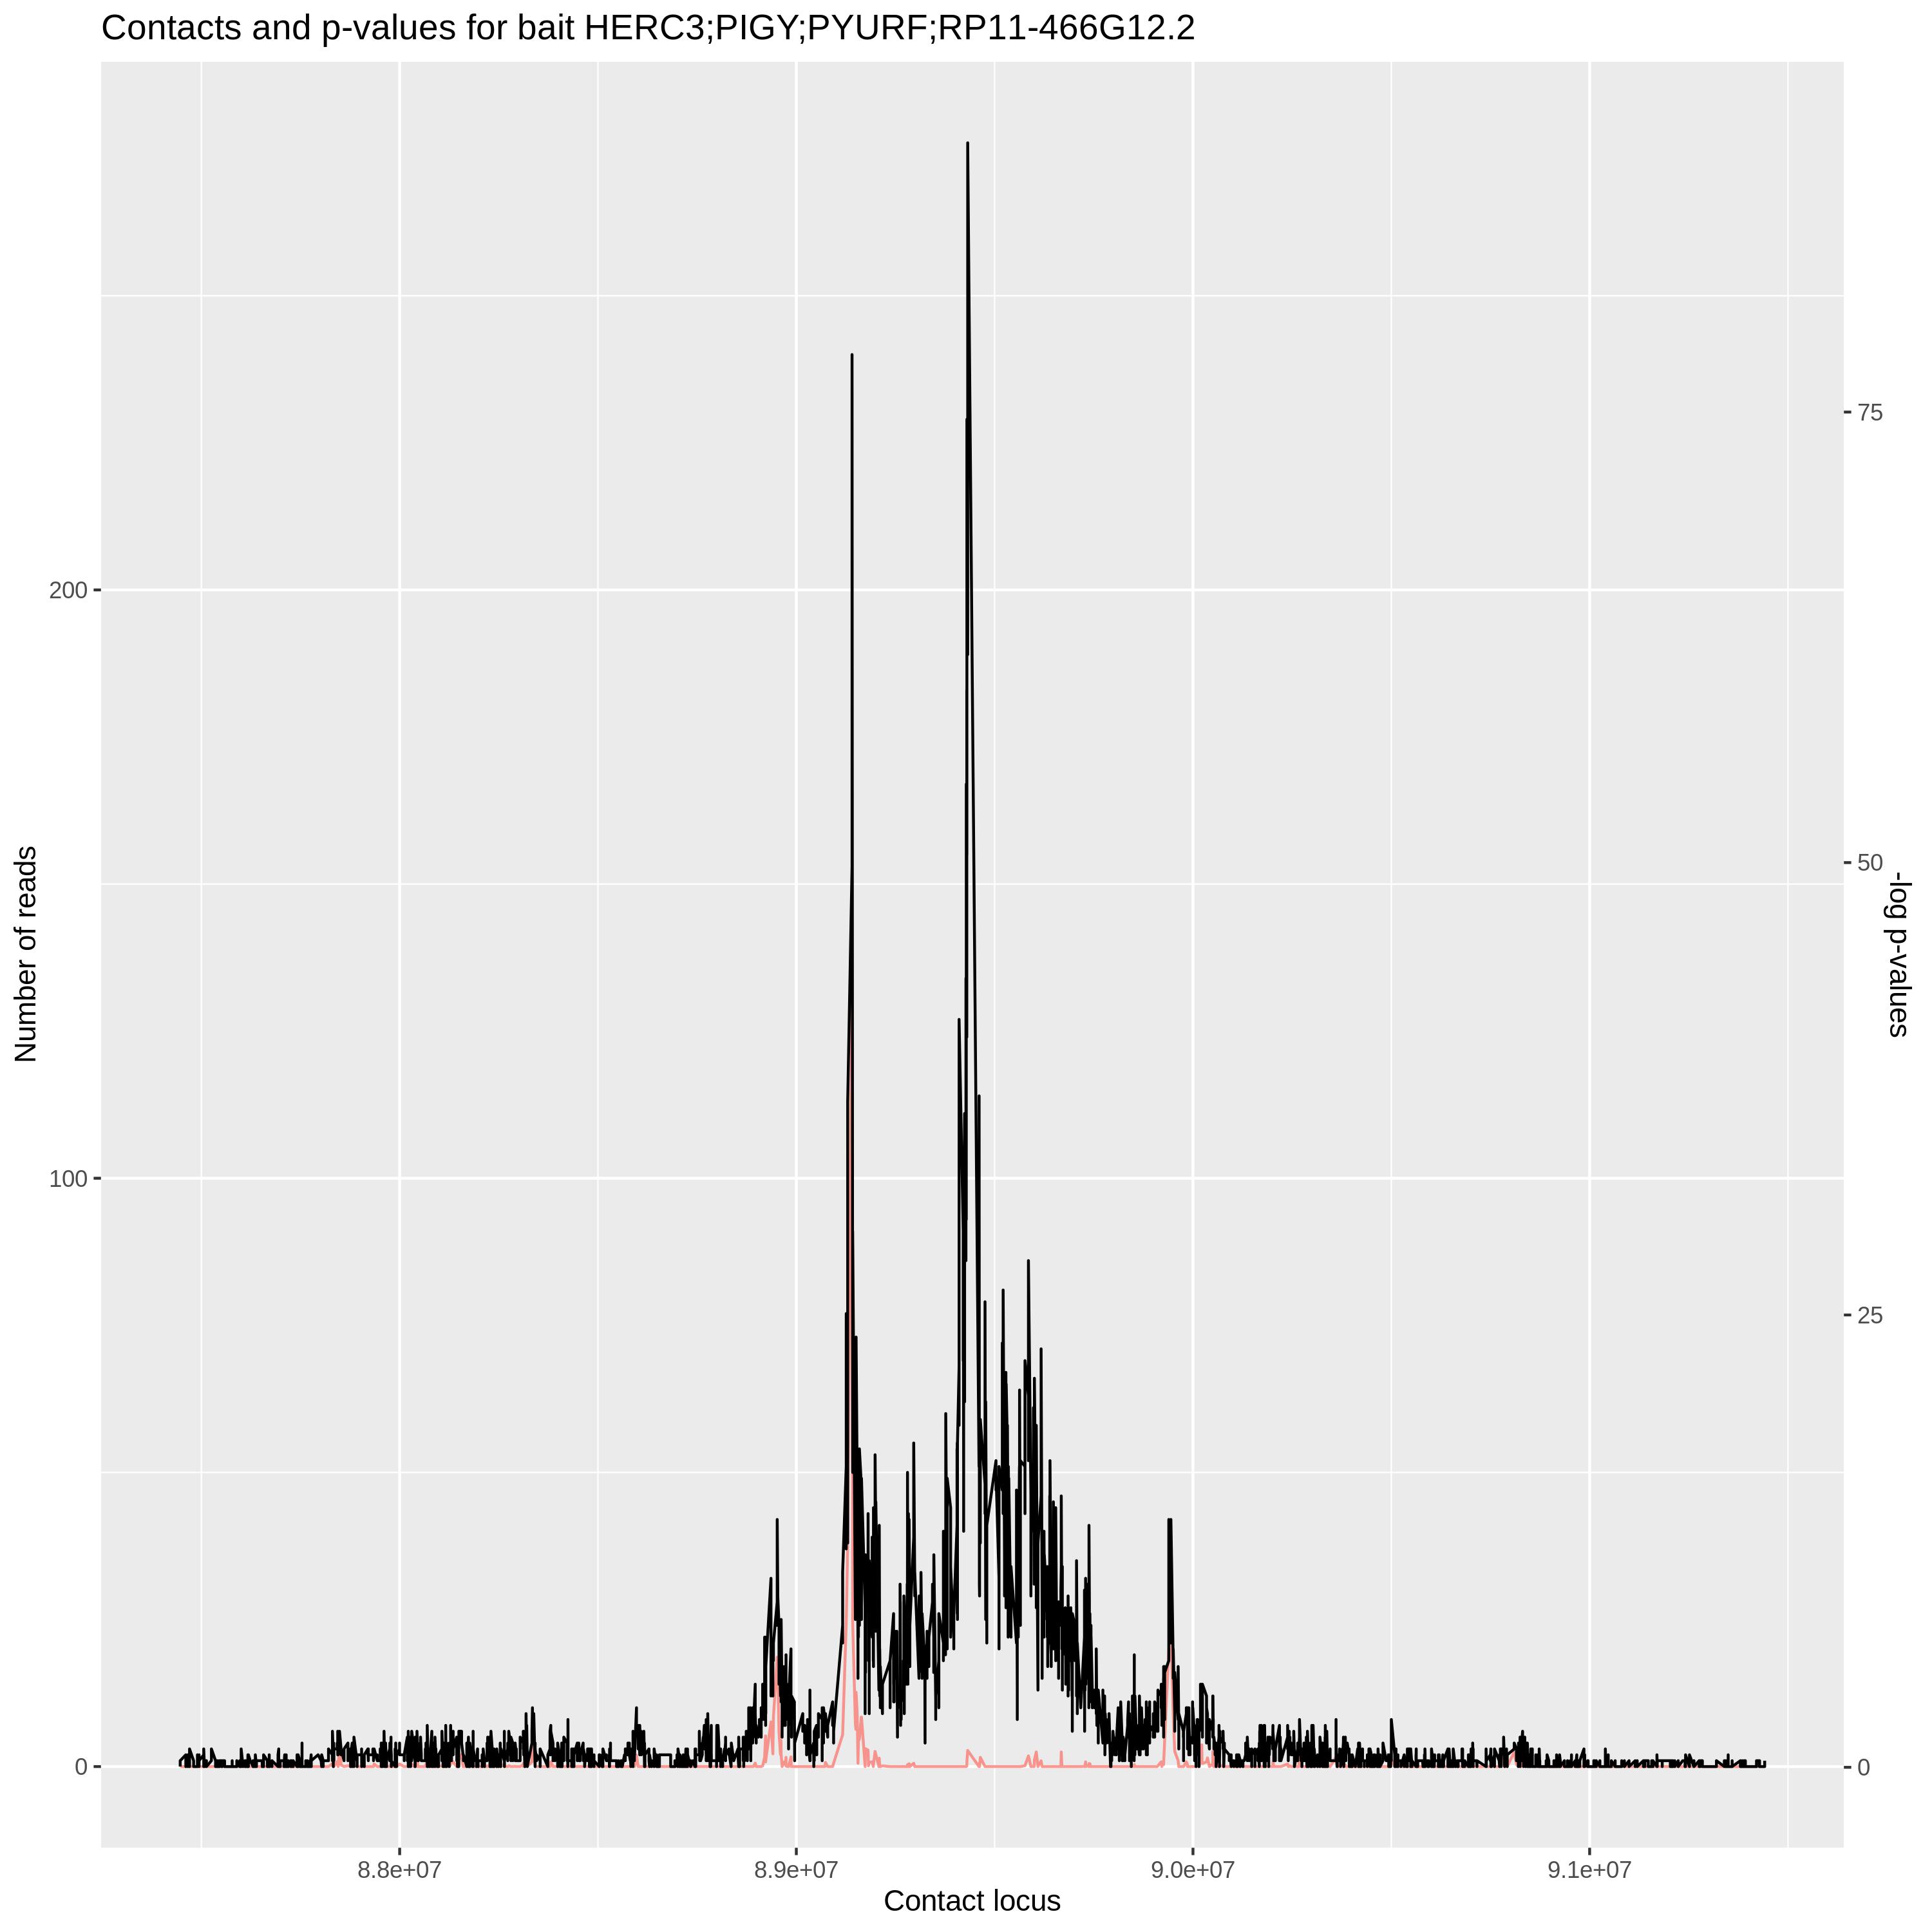 Contacts and p-values for bait HERC3;PIGY;PYURF;RP11-466G12.2
Number of reads
200
100
0
75
50
25
0
-log p-values
8.8e+07
8.9e+07
9.0e+07
9.1e+07
Contact locus